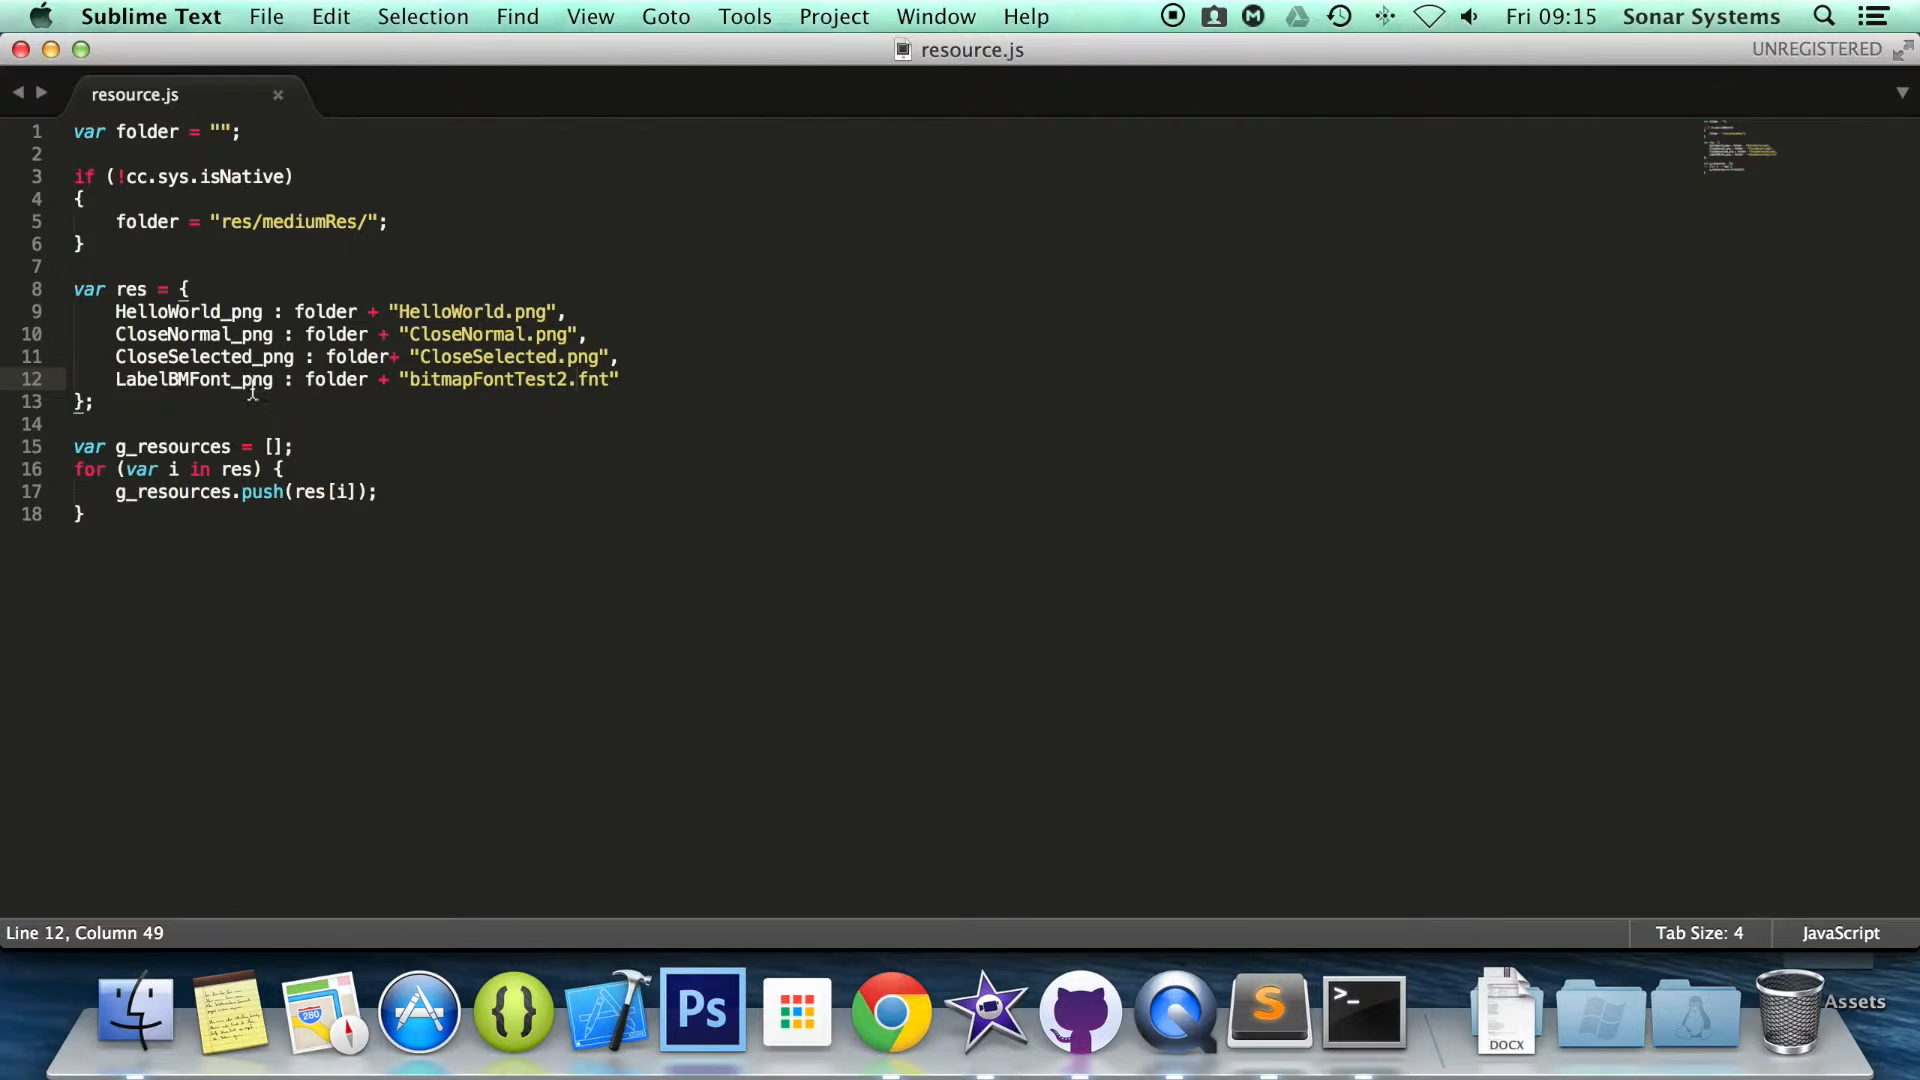 Sublime Text File Edit Selection Find View Goto Tools Project Window Help Fri 09:15 Sonar Systems
resource.js UNREGISTERED
resource.js
1 var folder = "";
2
3 if (!cc.sys.isNative)
4 {
5 folder = "res/mediumRes/";
6 }
7
8 var res = {
9 HelloWorld_png : folder + "HelloWorld.png",
10 CloseNormal_png : folder + "CloseNormal.png",
11 CloseSelected_png : folder+ "CloseSelected.png",
12 LabelBMFont_png : folder + "bitmapFontTest2.fnt"
13 };
14
15 var g_resources = [];
16 for (var i in res) {
17 g_resources.push(res[i]);
18 }
Line 12, Column 49 Tab Size: 4 JavaScript
280
Ps
S
>_
DOCX
Assets